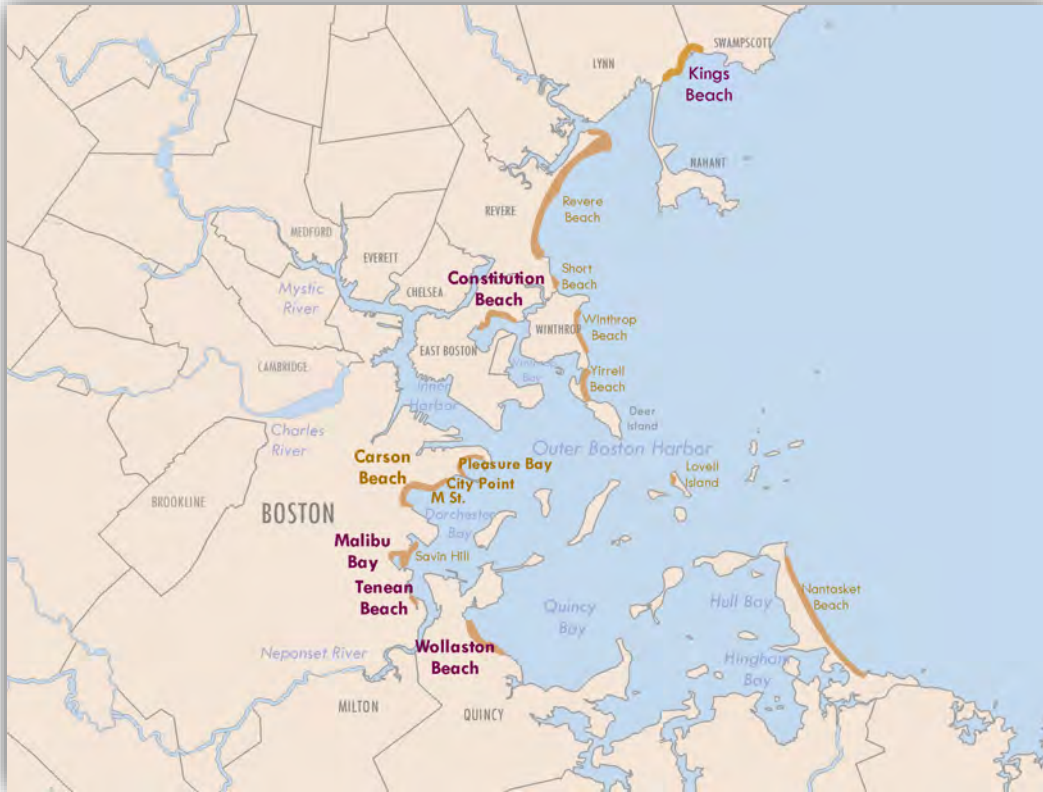 SWAMPSCOTT
LYNN
Kings
Beach
NAHANT
Revere
Beach
REVERE
MEDFORD
EVERETT
Short
Beach
Constitution
Beach
CHELSEA
Mystic
River
Winthrop
Beach
WINTHROP
EAST BOSTON
CAMBRIDGE
Bay
Yirrell
Beach
Inner
Harbor
Deer
Island
Charles
River
Outer Boston Harbor
Carson
Beach
Pleasure Bay
City Point
M St.
Lovell
Island
BROOKLINE
BOSTON
Dorchester
Bay
Malibu
Bay
Savin Hill
Tenean
Beach
Nantasket
Beach
Quincy
Bay
Hull Bay
Wollaston
Beach
Neponset River
Hingham
Bay
MILTON
QUINCY